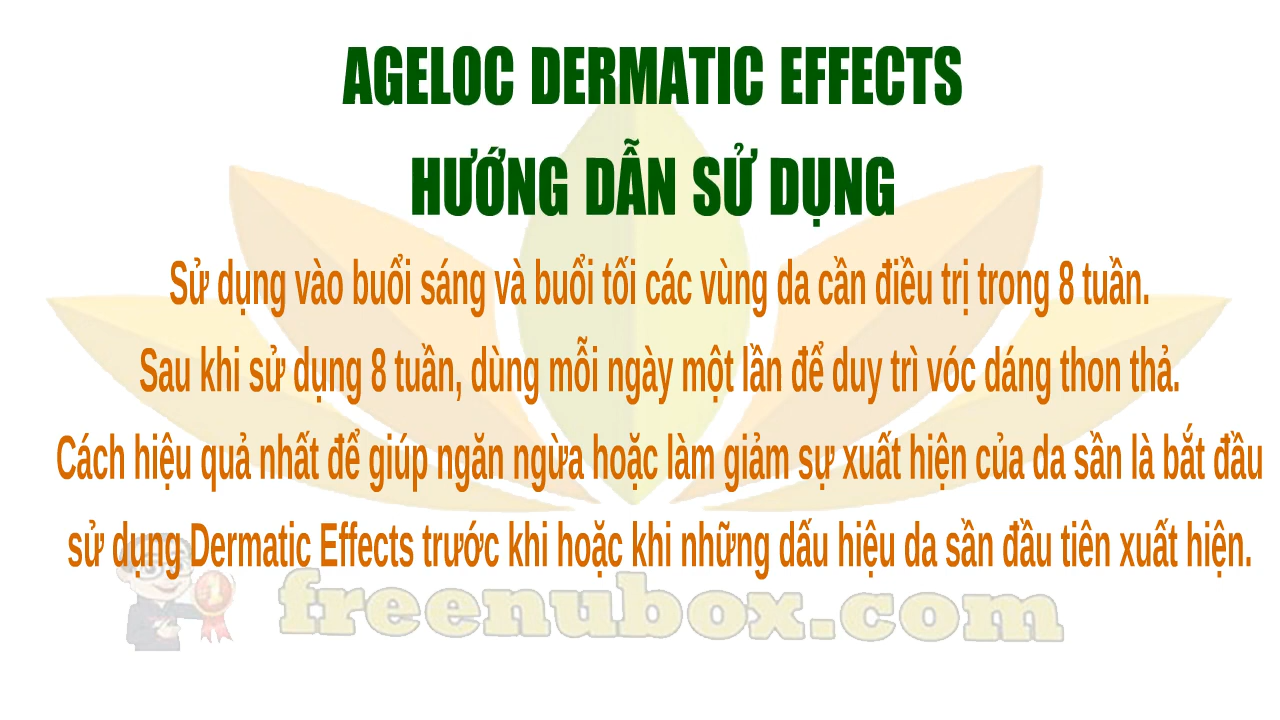 AGELOC DERMATIC EFFECTS
HƯỚNG DẪN SỬ DỤNG
Sử dụng vào buổi sáng và buổi tối các vùng da cần điều trị trong 8 tuần.
Sau khi sử dụng 8 tuần, dùng mỗi ngày một lần để duy trì vóc dáng thon thả.
Cách hiệu quả nhất để giúp ngăn ngừa hoặc làm giảm sự xuất hiện của da sần là bắt đầu
sử dụng Dermatic Effects trước khi hoặc khi những dấu hiệu da sần đầu tiên xuất hiện.
1
freenubox.com